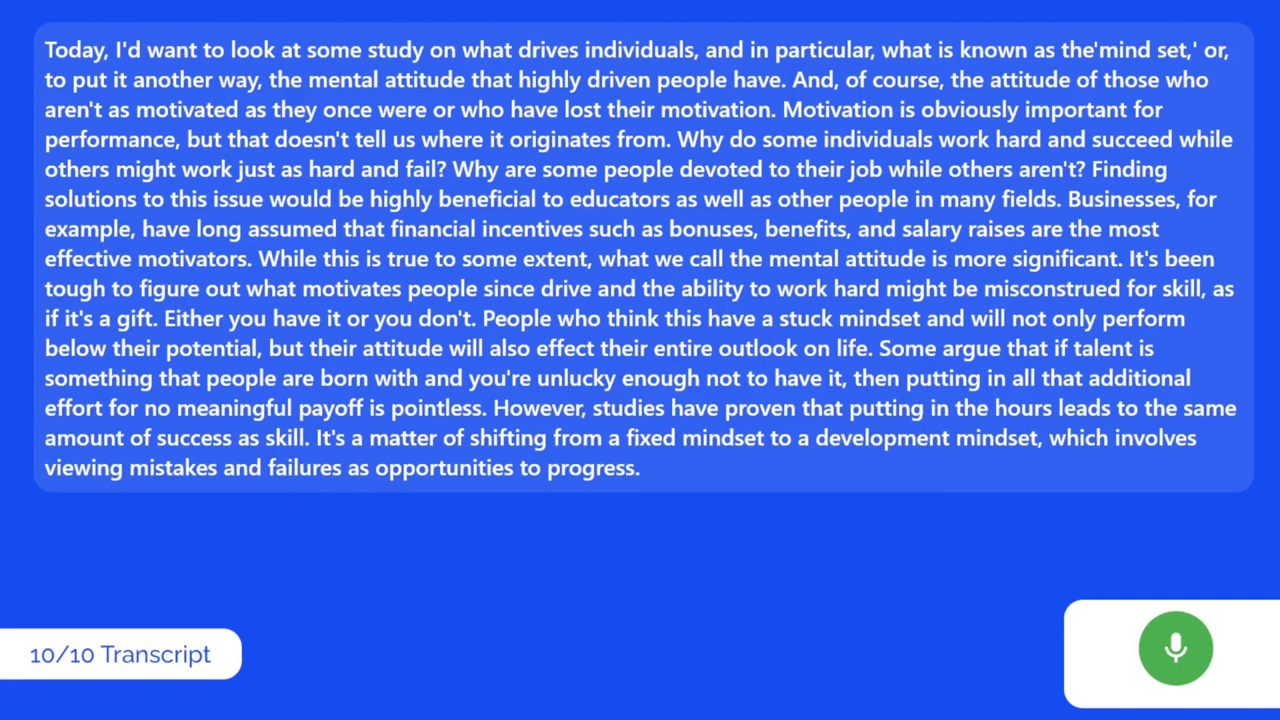 Today, I'd want to look at some study on what drives individuals, and in particular, what is known as the'mind set,' or,
to put it another way, the mental attitude that highly driven people have. And, of course, the attitude of those who
aren't as motivated as they once were or who have lost their motivation. Motivation is obviously important for
performance, but that doesn't tell us where it originates from. Why do some individuals work hard and succeed while
others might work just as hard and fail? Why are some people devoted to their job while others aren't? Finding
solutions to this issue would be highly beneficial to educators as well as other people in many fields. Businesses, for
example, have long assumed that financial incentives such as bonuses, benefits, and salary raises are the most
effective motivators. While this is true to some extent, what we call the mental attitude is more significant. It's been
tough to figure out what motivates people since drive and the ability to work hard might be misconstrued for skill, as
if it's a gift. Either you have it or you don't. People who think this have a stuck mindset and will not only perform
below their potential, but their attitude will also effect their entire outlook on life. Some argue that if talent is
something that people are born with and you're unlucky enough not to have it, then putting in all that additional
effort for no meaningful payoff is pointless. However, studies have proven that putting in the hours leads to the same
amount of success as skill. It's a matter of shifting from a fixed mindset to a development mindset, which involves
viewing mistakes and failures as opportunities to progress.
10/10 Transcript